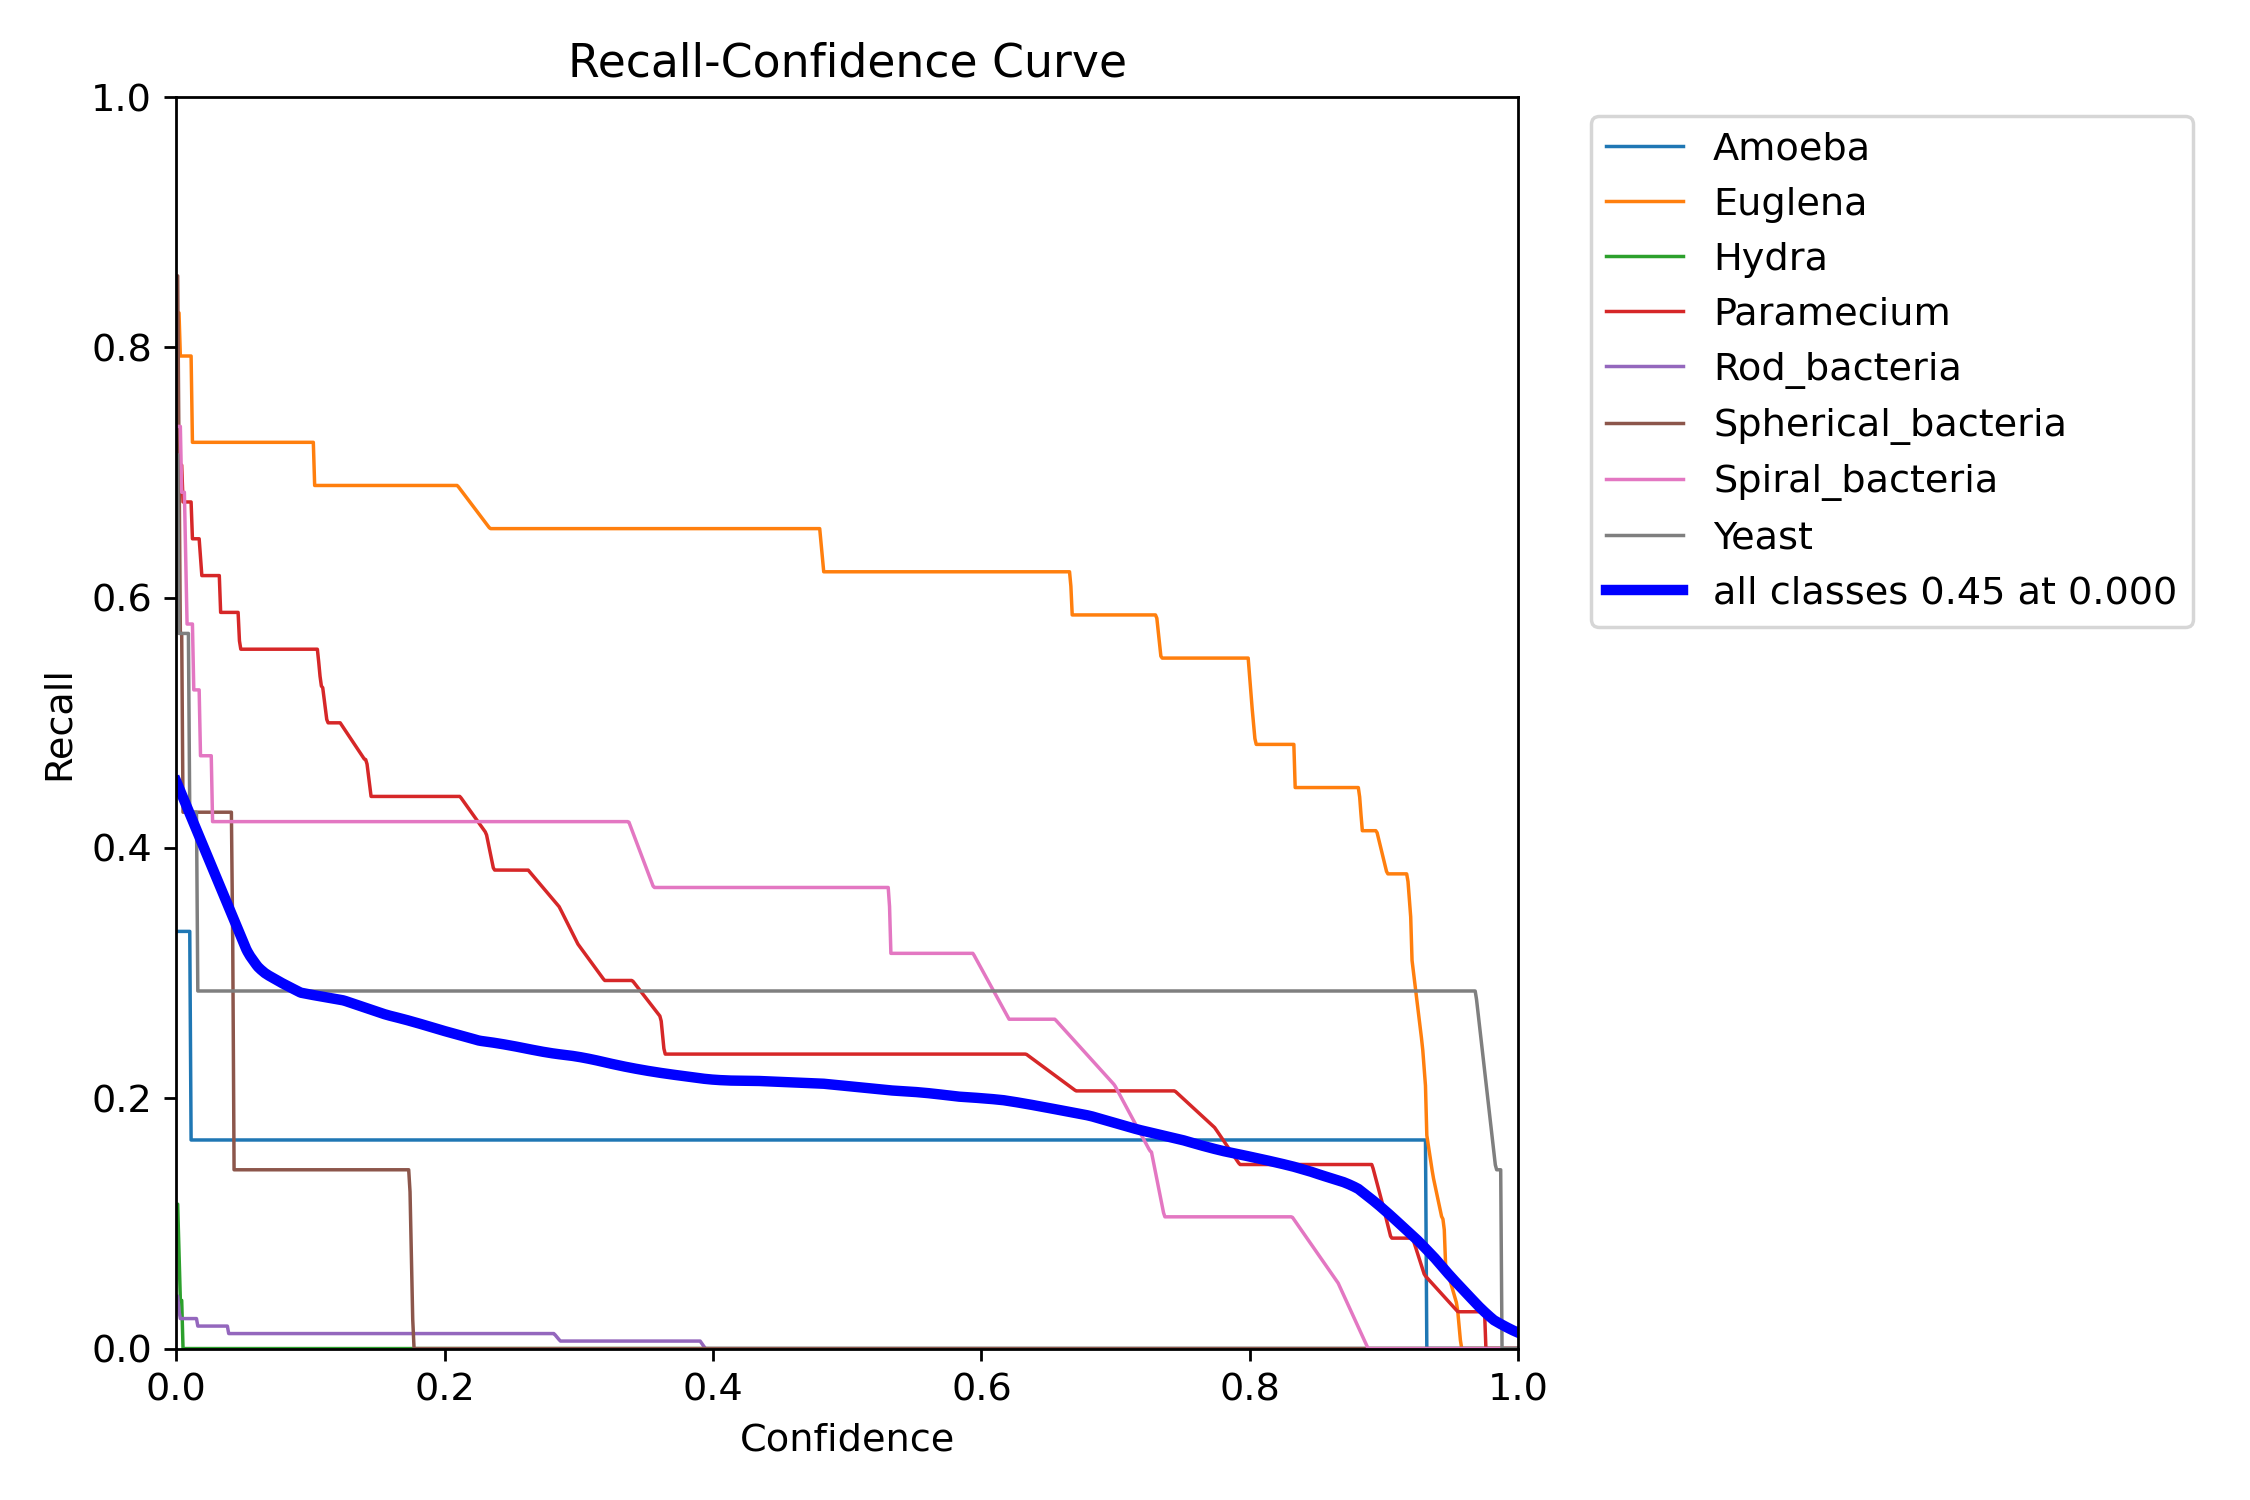 Recall-Confidence Curve
1.0
0.8
0.6
0.4
0.2
0.0
Recall
0.0 0.2 0.4 0.6 0.8 1.0
Confidence
Amoeba
Euglena
Hydra
Paramecium
Rod_bacteria
Spherical_bacteria
Spiral_bacteria
Yeast
all classes 0.45 at 0.000